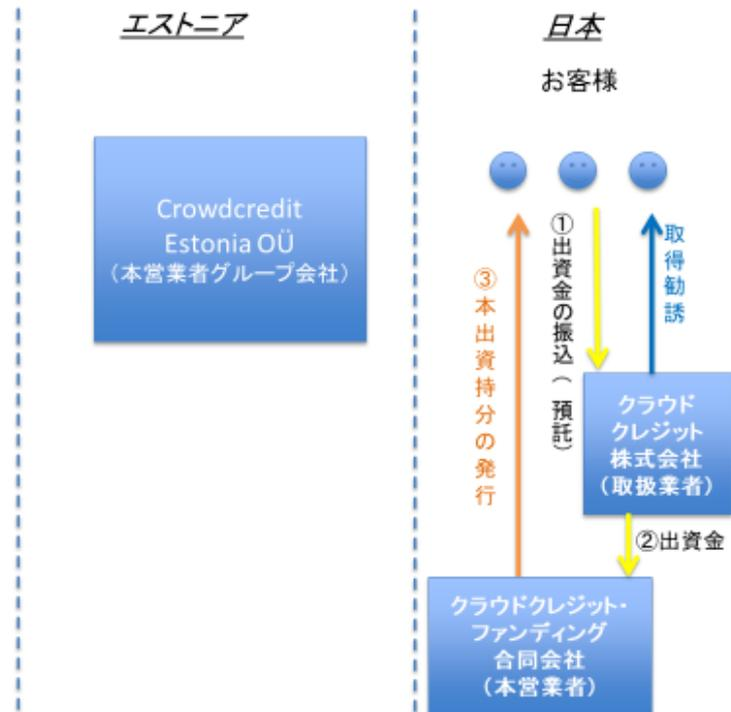 エストニア
日本
お客様
Crowdcredit
Estonia OÜ
（本営業者グループ会社）
①出資金の振込（預託）
取得勧誘
③本出資持分の発行
クラウド
クレジット
株式会社
（取扱業者）
②出資金
クラウドクレジット・
ファンディング
合同会社
（本営業者）